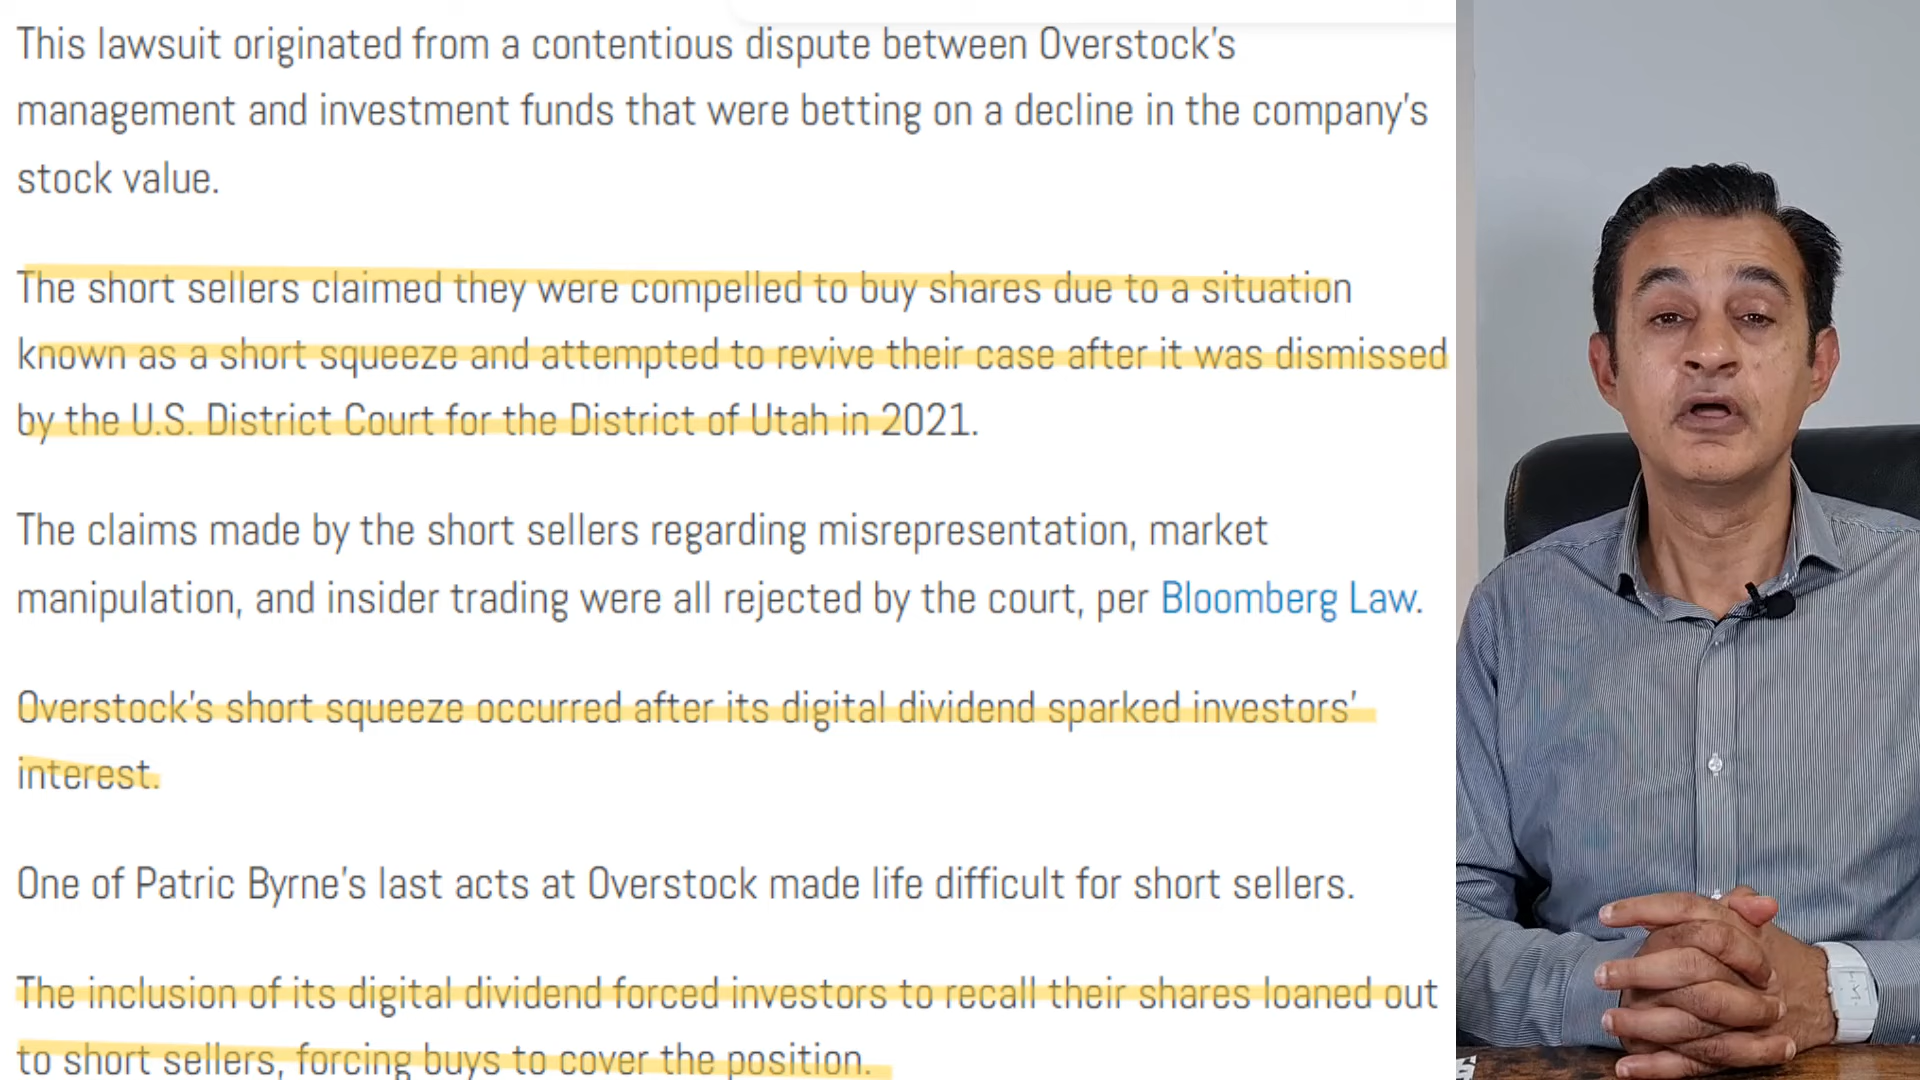 This lawsuit originated from a contentious dispute between Overstock's
management and investment funds that were betting on a decline in the company's
stock value.
The short sellers claimed they were compelled to buy shares due to a situation
known as a short squeeze and attempted to revive their case after it was dismissed
by the U.S. District Court for the District of Utah in 2021.
The claims made by the short sellers regarding misrepresentation, market
manipulation, and insider trading were all rejected by the court, per Bloomberg Law.
Overstock's short squeeze occurred after its digital dividend sparked investors'
interest.
One of Patric Byrne's last acts at Overstock made life difficult for short sellers.
The inclusion of its digital dividend forced investors to recall their shares loaned out
to short sellers, forcing buys to cover the position.